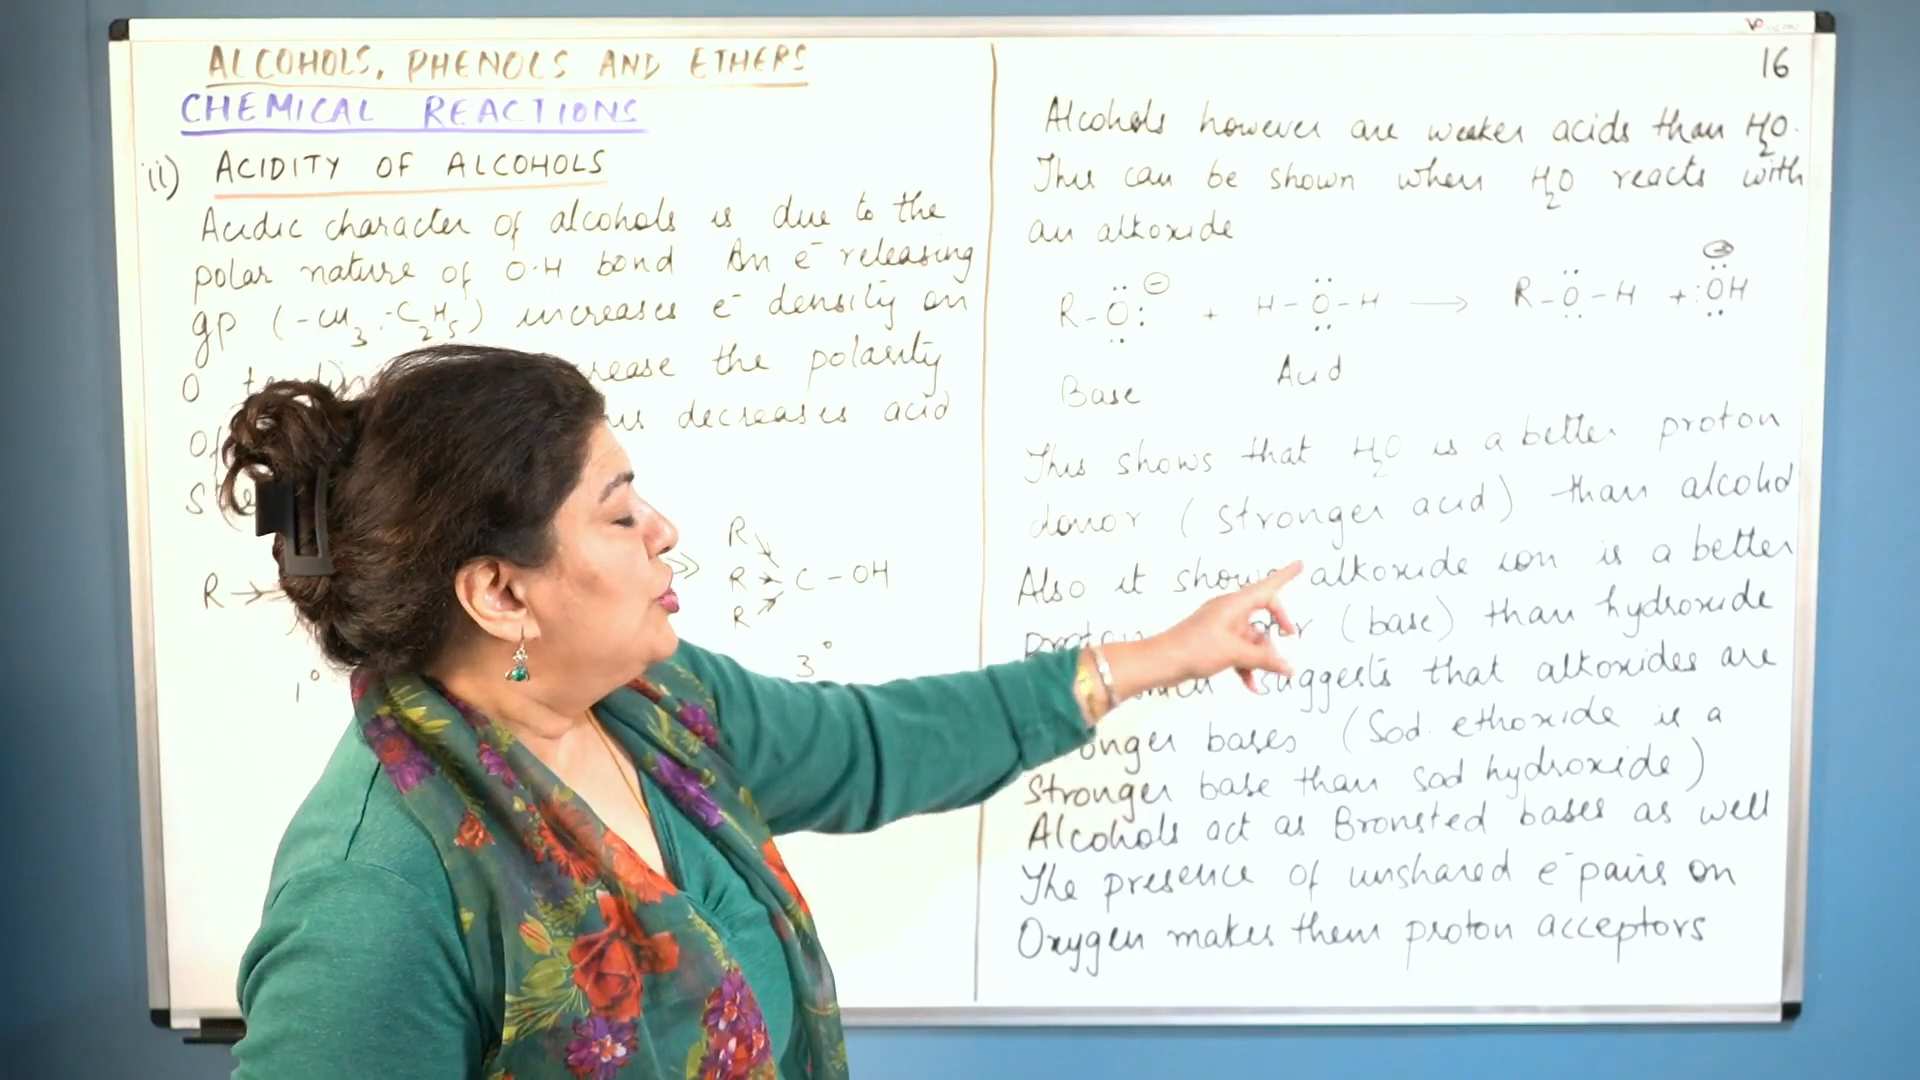 ALCOHOLS, PHENOLS AND ETHERS
CHEMICAL REACTIONS
ii) ACIDITY OF ALCOHOLS
Acidic character of alcohols is due to the
polar nature of O-H bond An e⁻ releasing
gp (-CH₃, -C₂H₅) increases e⁻ density on
O the polarity
decreases acid
R
R → C - OH
R
R
1° 3°
16
Alcohols however are weaker acids than H₂O.
This can be shown when H₂O reacts with
an alkoxide
R-O:⊖ + H-O-H → R-O-H + :OH ⊖
Base Acid
This shows that H₂O is a better proton
donor (stronger acid) than alcohol
Also it shows alkoxide ion is a better
(base) than hydroxide
suggests that alkoxides are
bases (Sod. ethoxide is a
Stronger base than sod hydroxide)
Alcohols act as Bronsted bases as well
The presence of unshared e⁻ pairs on
Oxygen makes them proton acceptors